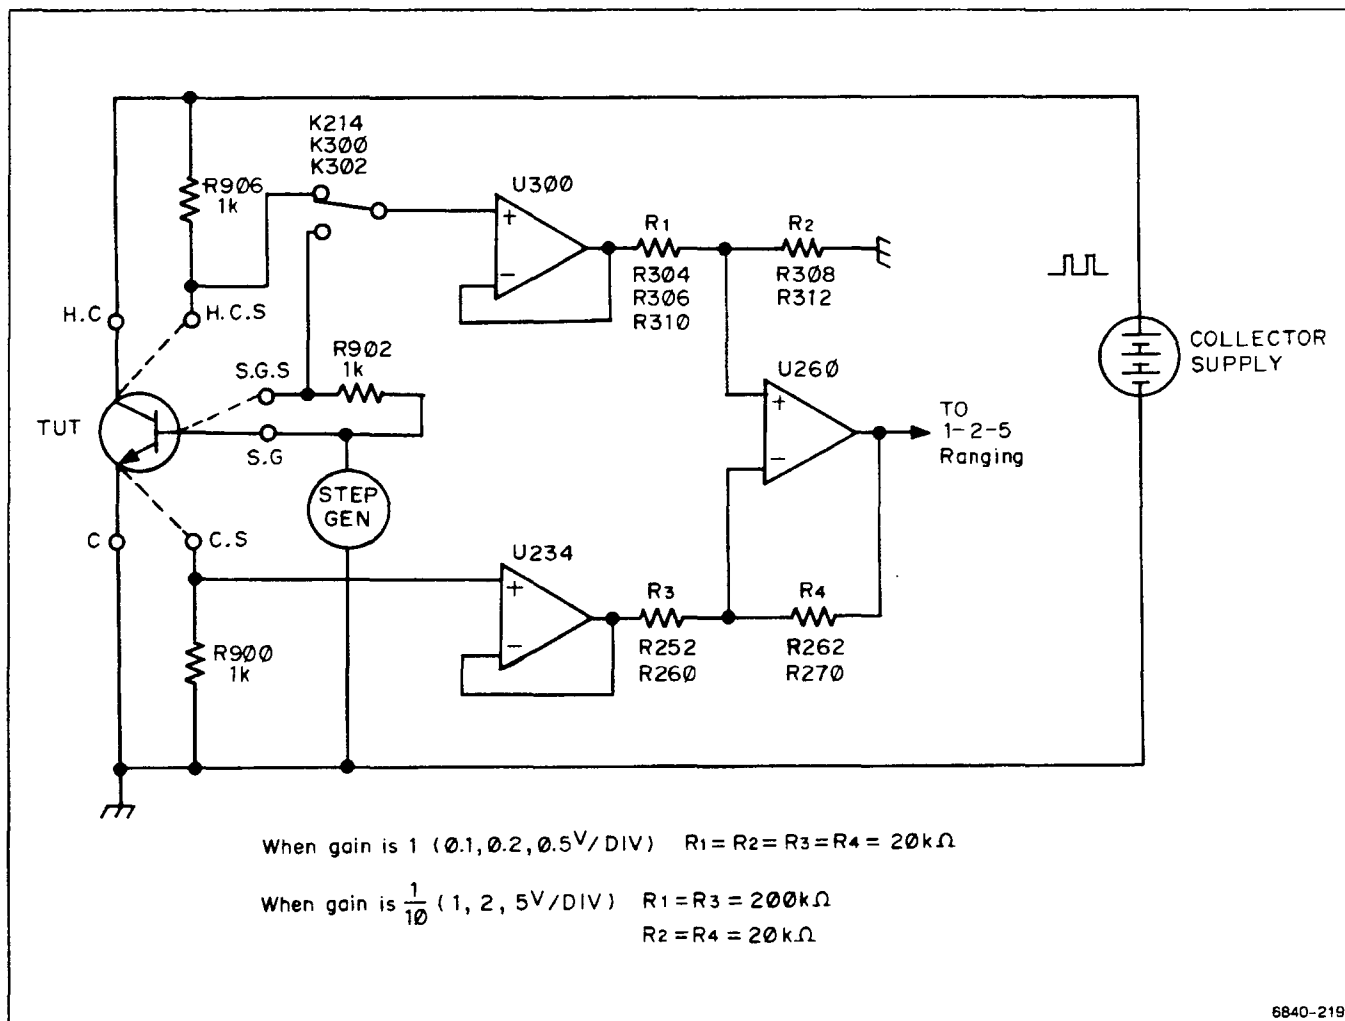 K214
K300
K302
R906
1k
U300
+
-
R1
R304
R306
R310
R2
R308
R312
H.C
H.C.S
R902
1k
S.G.S
S.G
TUT
STEP
GEN
U260
+
-
TO
1-2-5
Ranging
COLLECTOR
SUPPLY
C
C.S
R900
1k
U234
+
-
R3
R252
R260
R4
R262
R270
When gain is 1 (0.1, 0.2, 0.5V/DIV) R1=R2=R3=R4=20kΩ
When gain is 1/10 (1, 2, 5V/DIV) R1=R3=200kΩ
R2=R4=20kΩ
6840-219